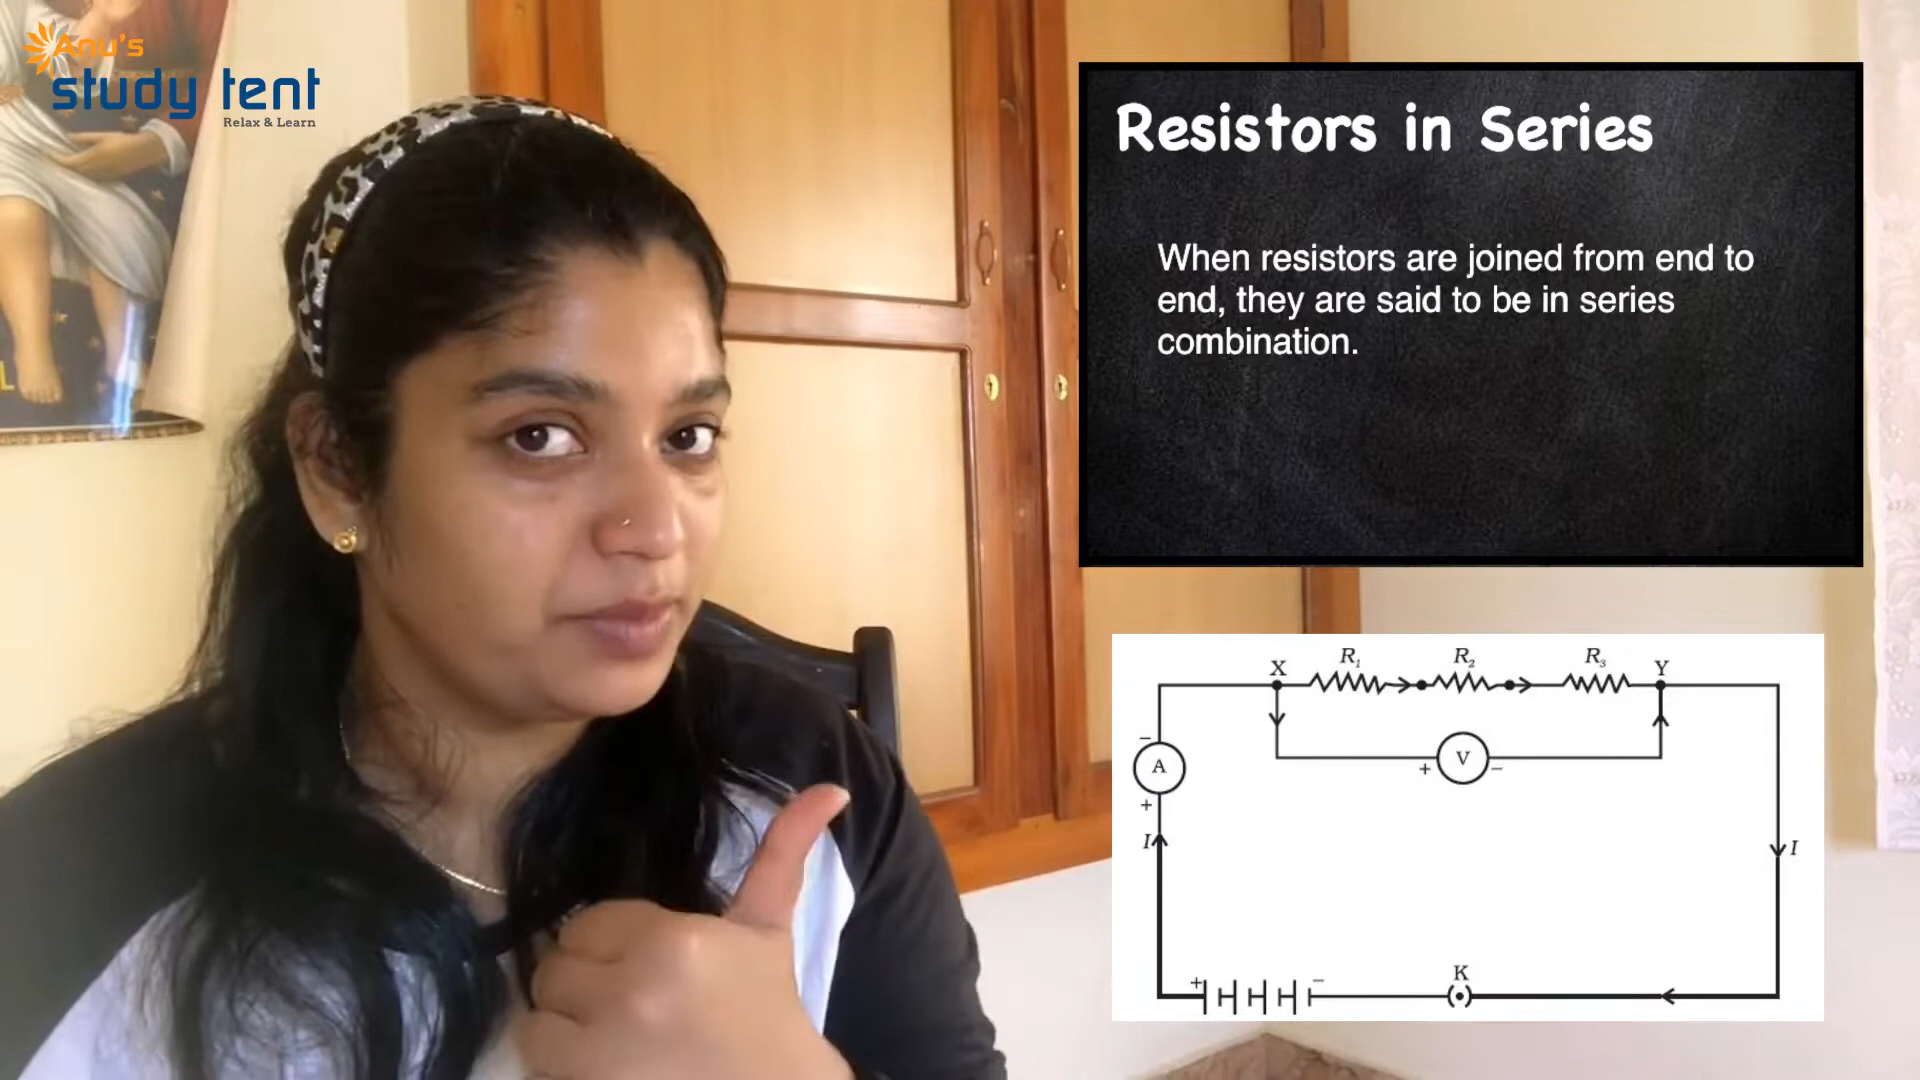 Anu's
study tent
Relax & Learn
L
Resistors in Series
When resistors are joined from end to
end, they are said to be in series
combination.
X R₁ R₂ R₃ Y
− A +
+ V −
I
I
K
+ −